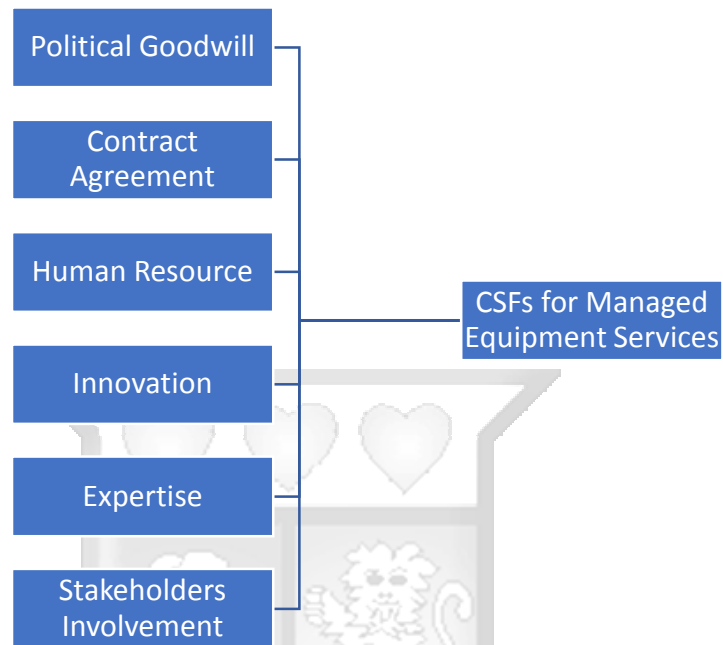 Political Goodwill
Contract
Agreement
Human Resource
CSFs for Managed
Equipment Services
Innovation
Expertise
Stakeholders
Involvement